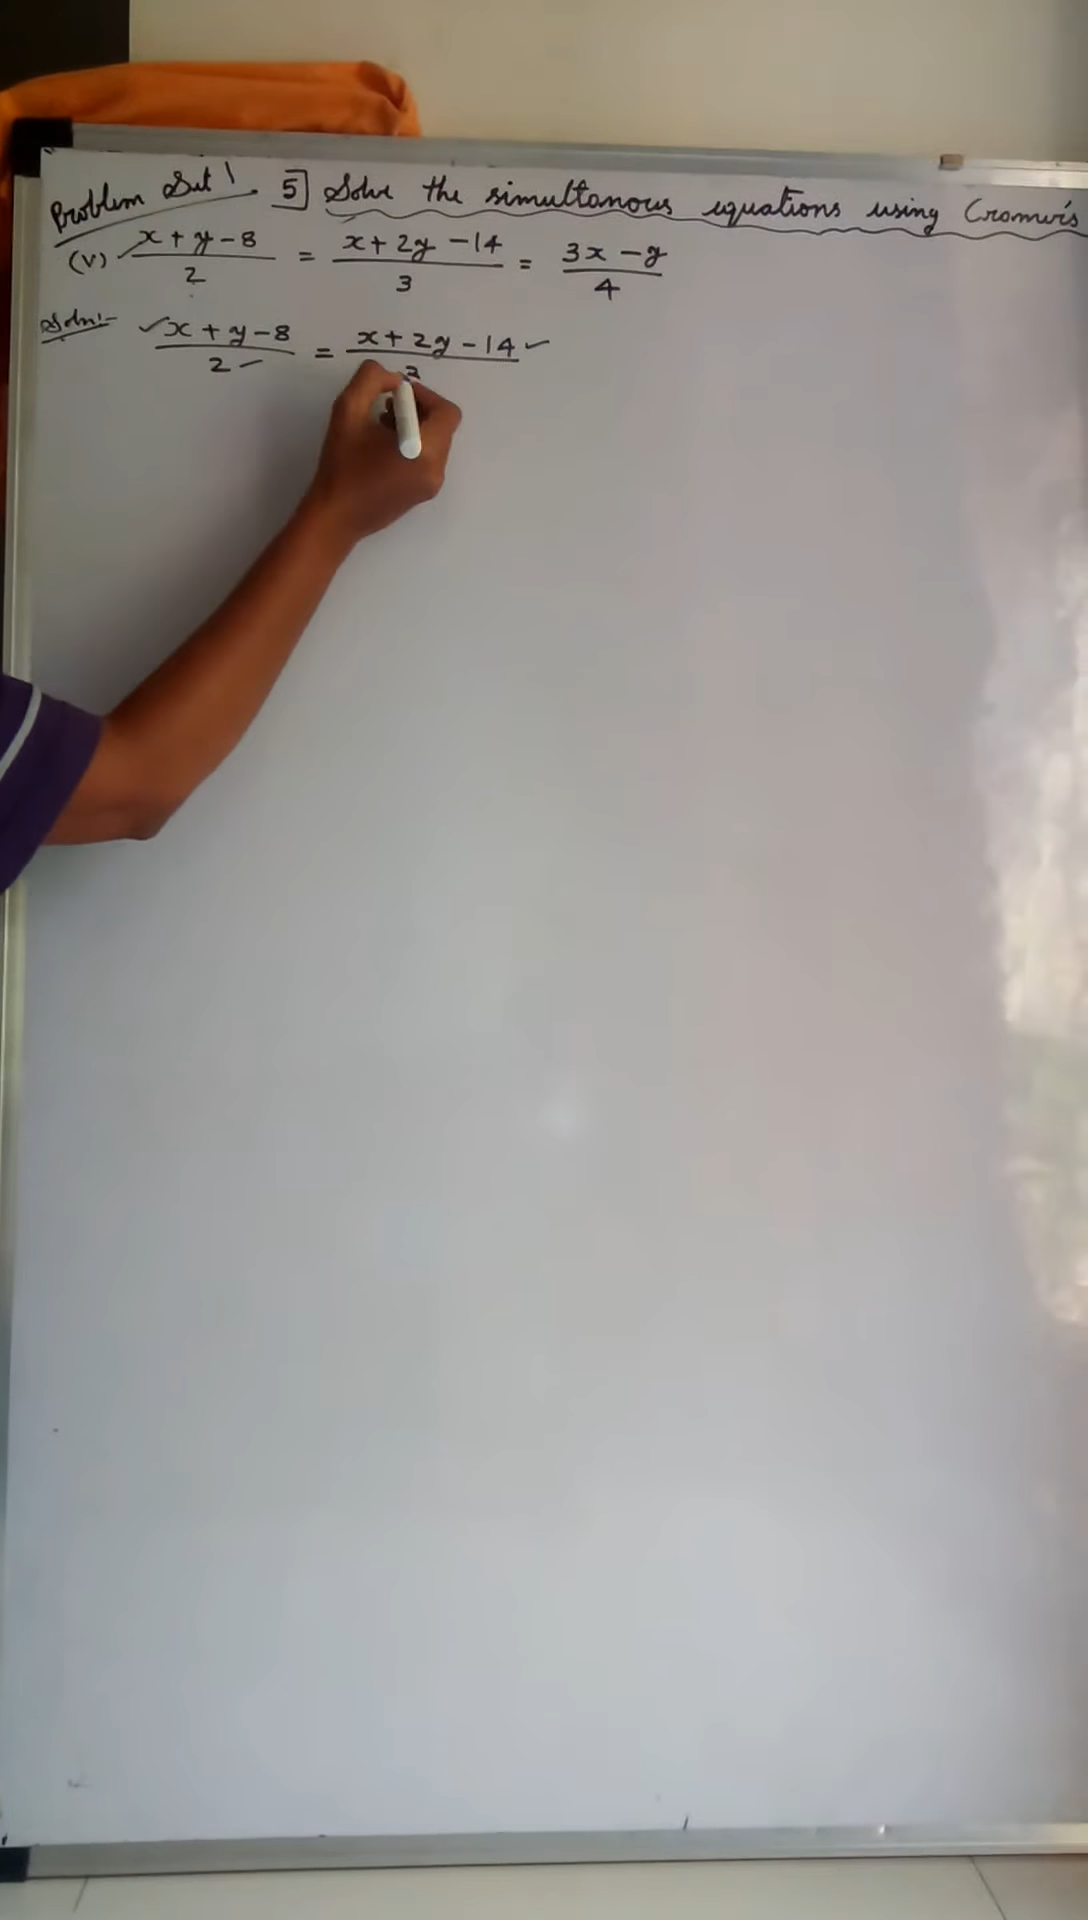 Problem Set 1. 5] Solve the simultanous equations using Cramer's
(v) x + y - 8 / 2 = x + 2y - 14 / 3 = 3x - y / 4
Soln:- x + y - 8 / 2 = x + 2y - 14 / 3